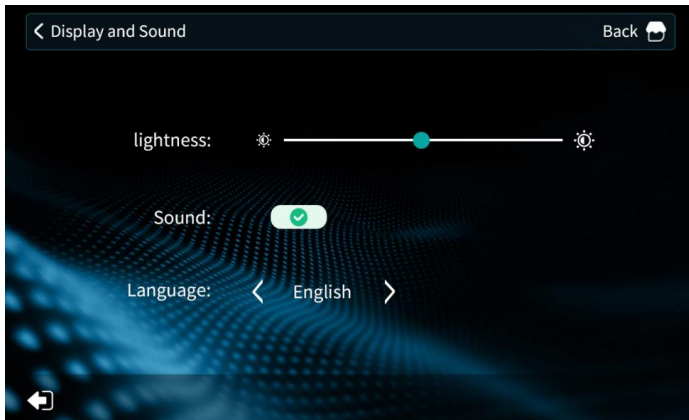 Display and Sound
Back
lightness:
Sound:
Language:
English